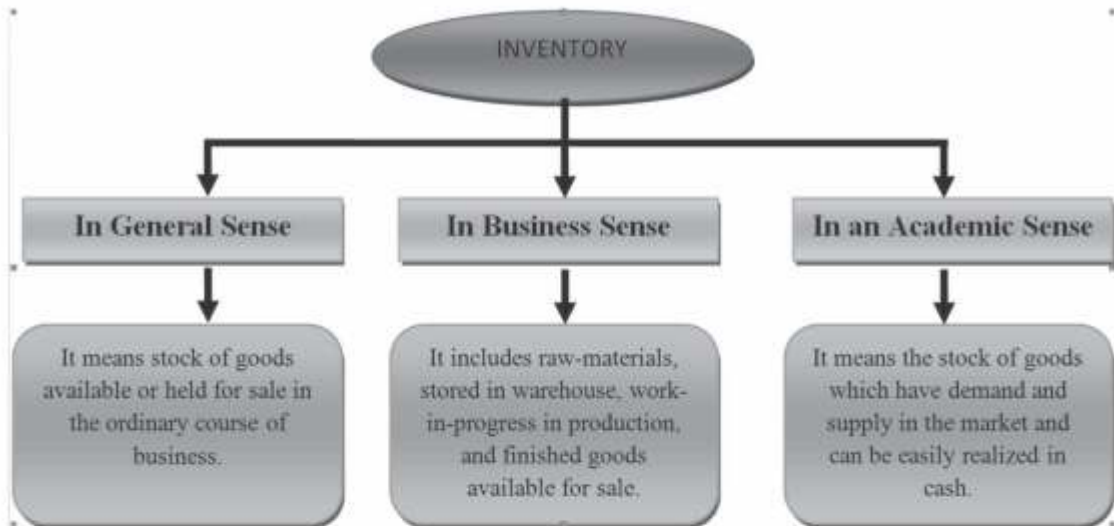 INVENTORY
In General Sense
In Business Sense
In an Academic Sense
It means stock of goods
available or held for sale in
the ordinary course of
business.
It includes raw-materials,
stored in warehouse, work-
in-progress in production,
and finished goods
available for sale.
It means the stock of goods
which have demand and
supply in the market and
can be easily realized in
cash.